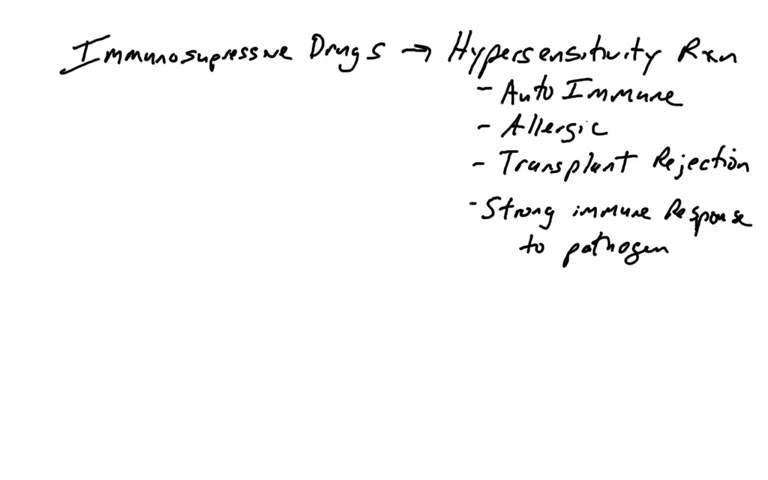 Immunosupressive Drugs → Hypersensitivity Rxn
- Auto Immune
- Allergic
- Transplant Rejection
- Strong immune Response
to pathogen